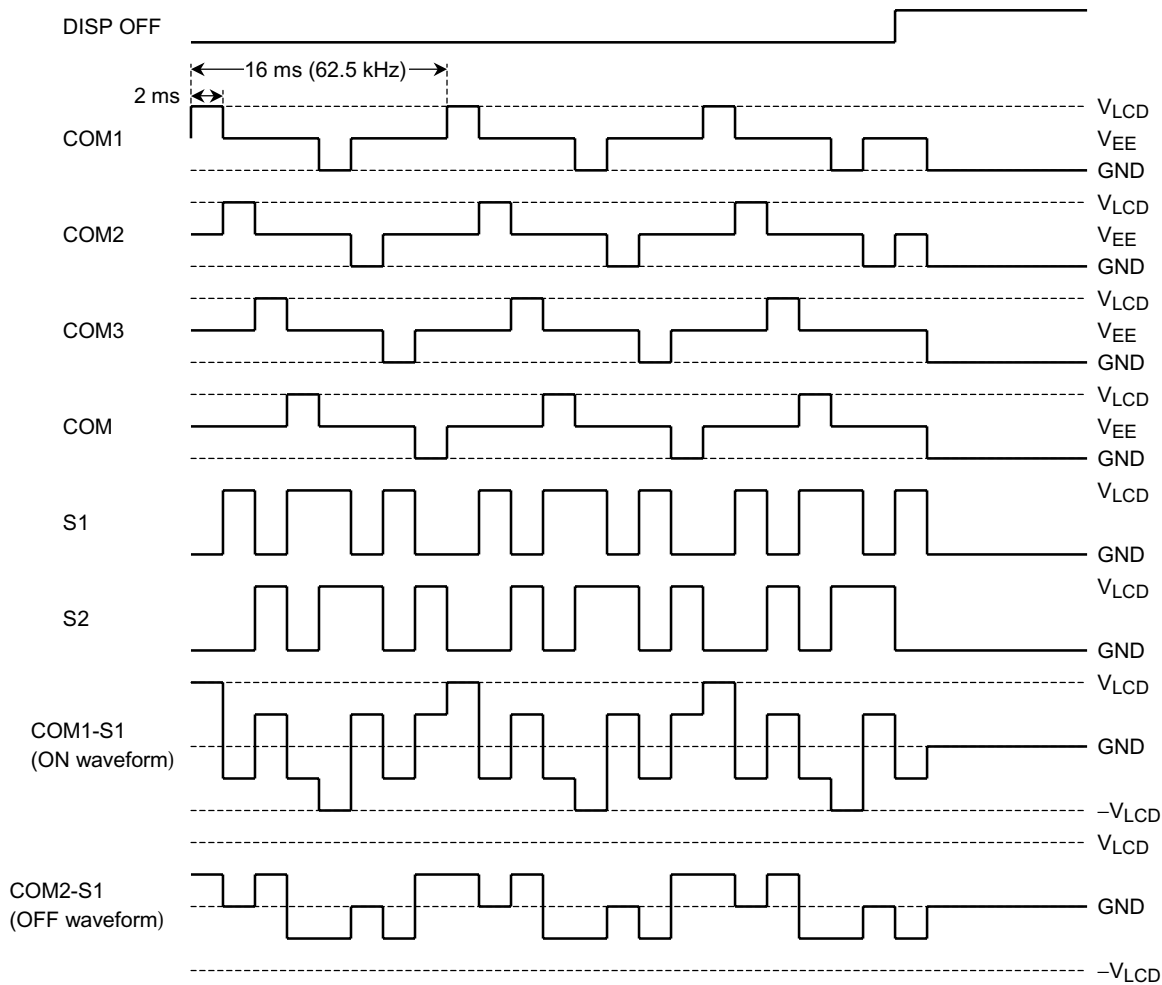 DISP OFF
16 ms (62.5 kHz)
2 ms
COM1
VLCD
VEE
GND
COM2
VLCD
VEE
GND
COM3
VLCD
VEE
GND
COM
VLCD
VEE
GND
S1
VLCD
GND
S2
VLCD
GND
COM1-S1
(ON waveform)
VLCD
GND
–VLCD
COM2-S1
(OFF waveform)
VLCD
GND
–VLCD